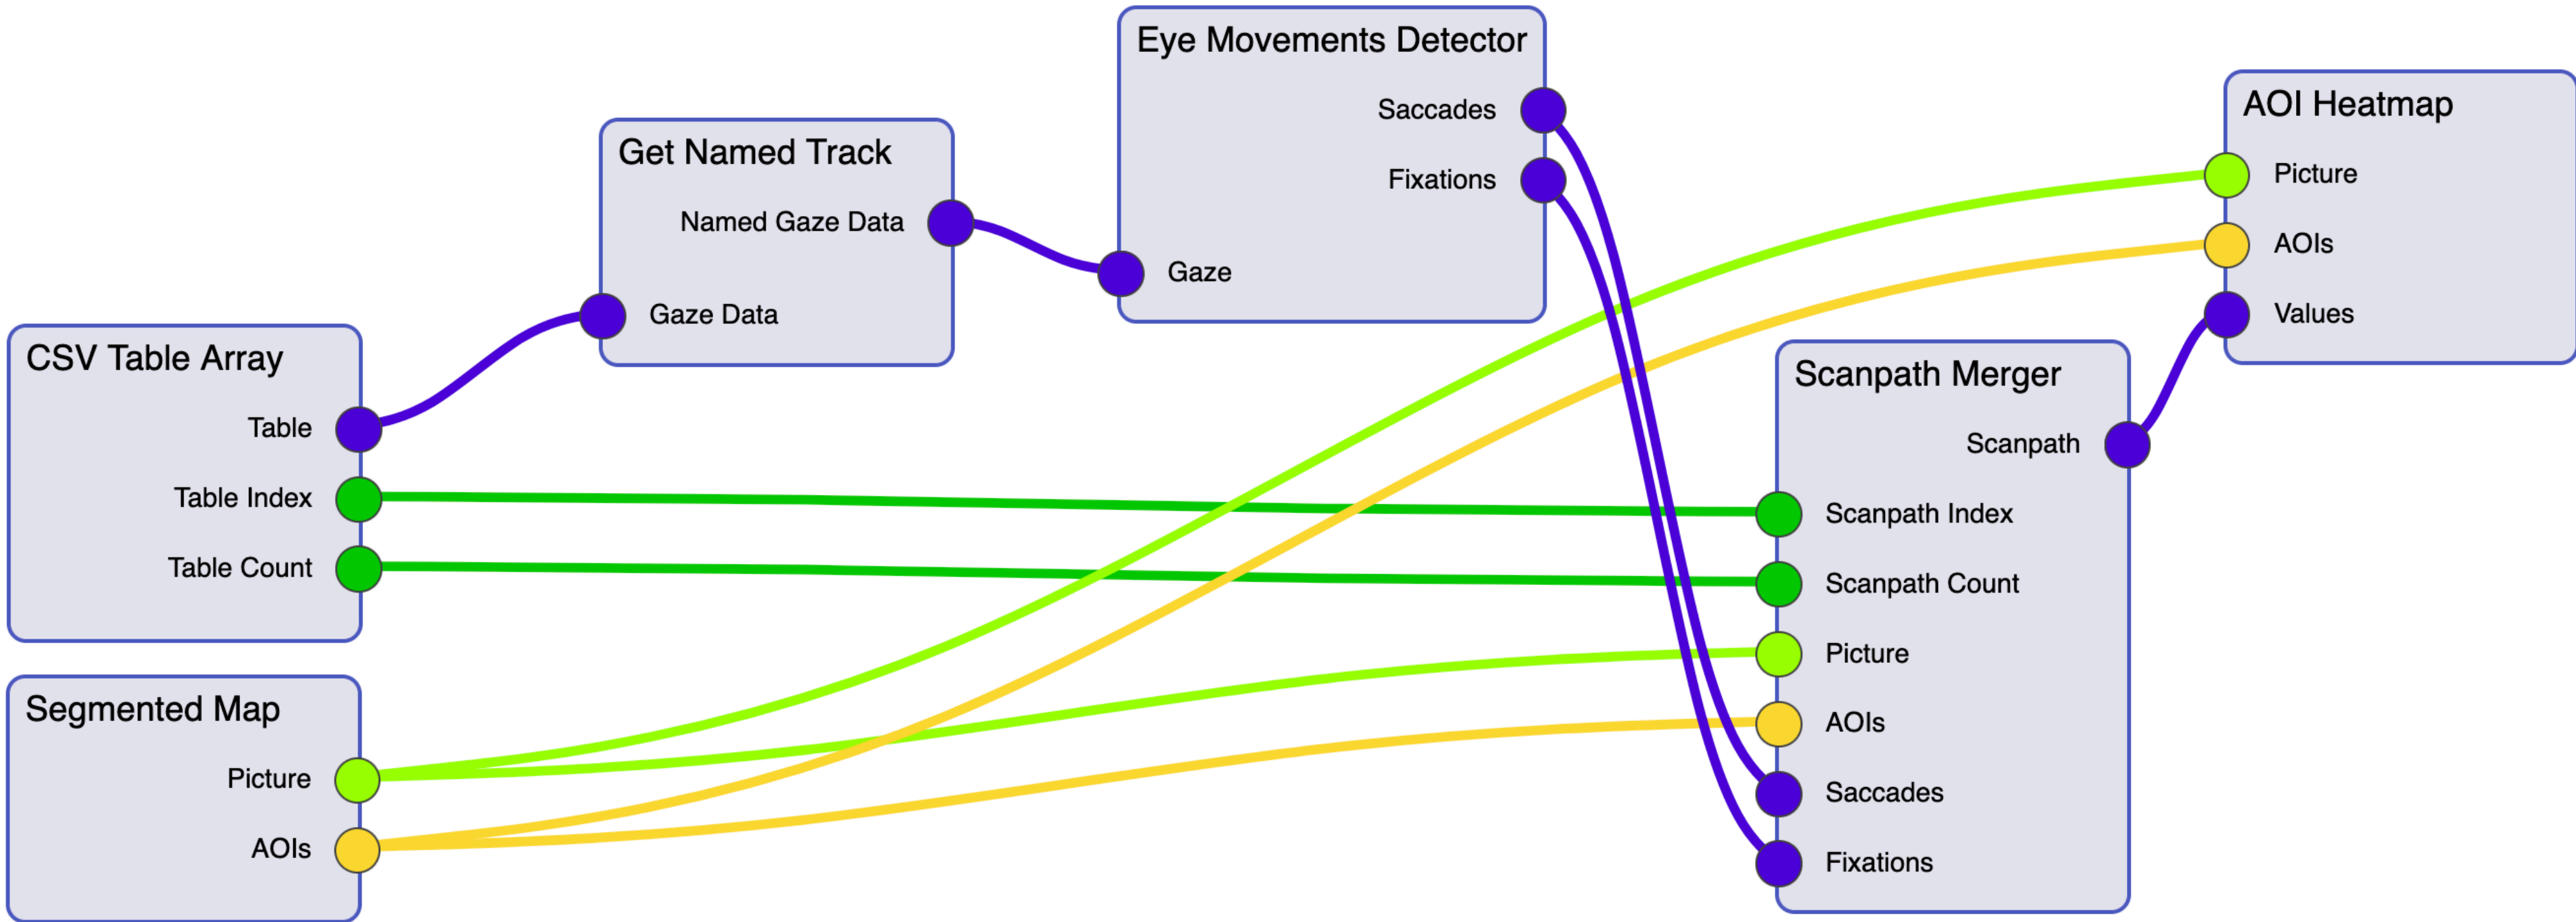 CSV Table Array
Table
Table Index
Table Count
Segmented Map
Picture
AOIs
Get Named Track
Named Gaze Data
Gaze Data
Eye Movements Detector
Saccades
Fixations
Gaze
Scanpath Merger
Scanpath
Scanpath Index
Scanpath Count
Picture
AOIs
Saccades
Fixations
AOI Heatmap
Picture
AOIs
Values